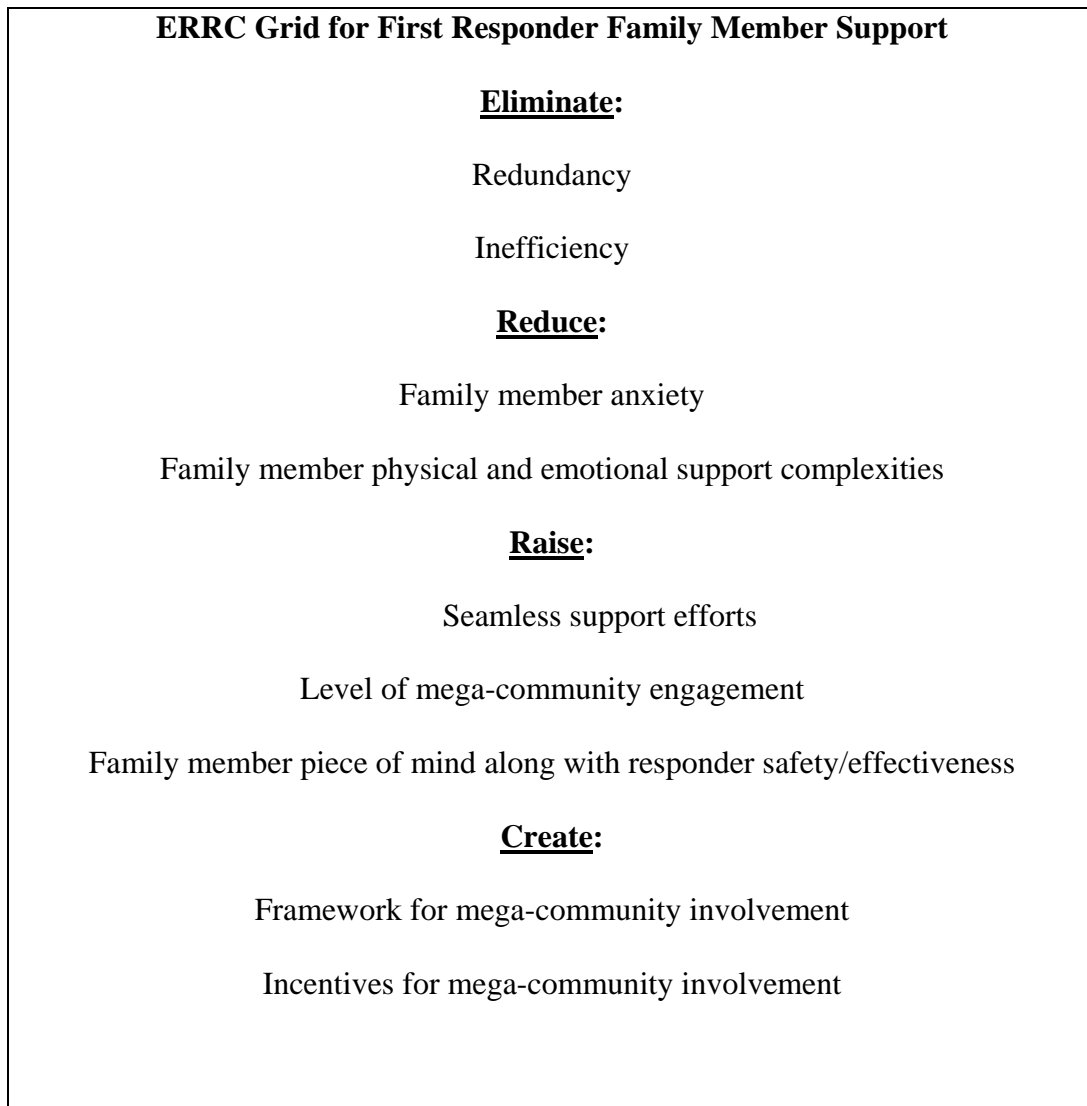 ERRC Grid for First Responder Family Member Support
Eliminate:
Redundancy
Inefficiency
Reduce:
Family member anxiety
Family member physical and emotional support complexities
Raise:
Seamless support efforts
Level of mega-community engagement
Family member piece of mind along with responder safety/effectiveness
Create:
Framework for mega-community involvement
Incentives for mega-community involvement